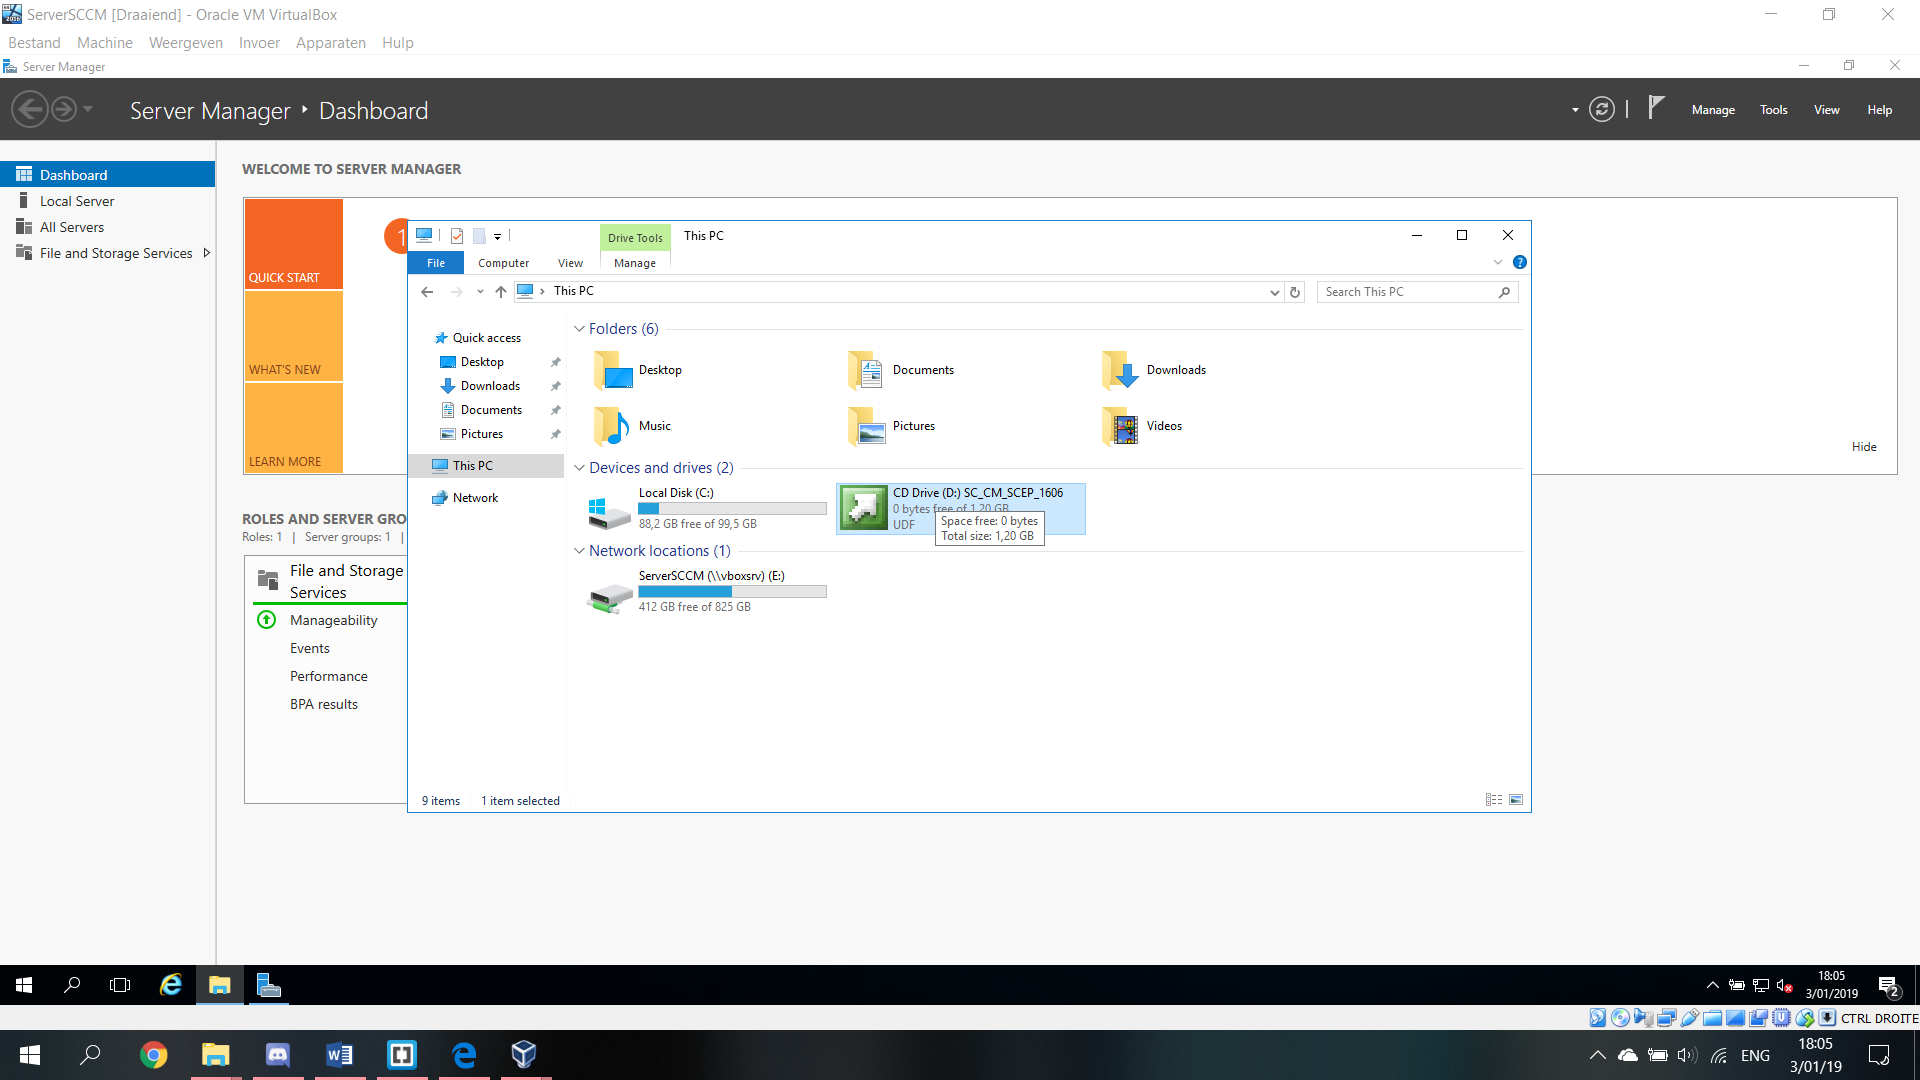 ServerSCCM [Draaiend] - Oracle VM VirtualBox
Bestand Machine Weergeven Invoer Apparaten Hulp
Server Manager
Server Manager Dashboard
Manage Tools View Help
Dashboard
Local Server
All Servers
File and Storage Services
WELCOME TO SERVER MANAGER
QUICK START
WHAT'S NEW
LEARN MORE
1
Hide
ROLES AND SERVER GRO
Roles: 1 | Server groups: 1 |
File and Storage
Services
Manageability
Events
Performance
BPA results
Drive Tools This PC
File Computer View Manage
This PC
Search This PC
Quick access
Desktop
Downloads
Documents
Pictures
This PC
Network
Folders (6)
Desktop Documents Downloads
Music Pictures Videos
Devices and drives (2)
Local Disk (C:)
88,2 GB free of 99,5 GB
CD Drive (D:) SC_CM_SCEP_1606
0 bytes free of 1,20 GB
UDF
Space free: 0 bytes
Total size: 1,20 GB
Network locations (1)
ServerSCCM (\\vboxsrv) (E:)
412 GB free of 825 GB
9 items 1 item selected
18:05
3/01/2019
2
CTRL DROITE
ENG
18:05
3/01/19